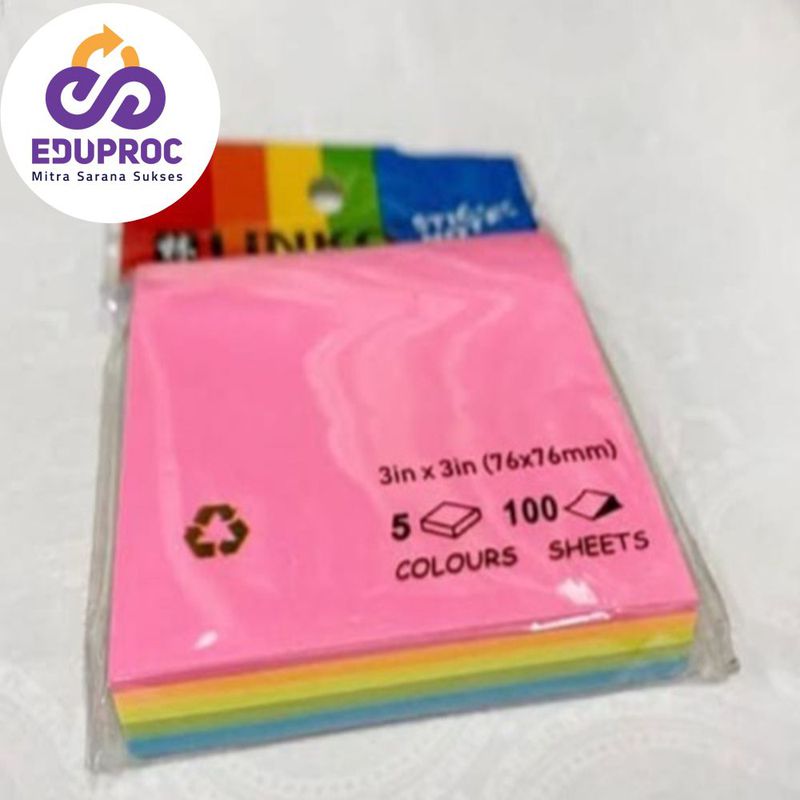 EDUPROC
Mitra Sarana Sukses
3in x 3in (76x76mm)
5 100
COLOURS SHEETS